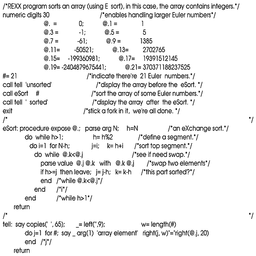 /*REXX program sorts an array (using E sort), in this case, the array contains integers.*/
numeric digits 30 /*enables handling larger Euler numbers*/
@. = 0; @.1 = 1
@.3 = -1; @.5 = 5
@.7 = -61; @.9 = 1385
@.11= -50521; @.13= 2702765
@.15= -199360981; @.17= 19391512145
@.19= -2404879675441; @.21= 370371188237525
#= 21 /*indicate there're 21 Euler numbers.*/
call tell 'unsorted' /*display the array before the eSort. */
call eSort # /*sort the array of some Euler numbers.*/
call tell ' sorted' /*display the array after the eSort. */
exit /*stick a fork in it, we're all done. */
/* */
eSort: procedure expose @.; parse arg N; h=N /*an eXchange sort.*/
do while h>1; h= h%2 /*define a segment.*/
do i=1 for N-h; j=i; k= h+i /*sort top segment.*/
do while @.k<@.j /*see if need swap.*/
parse value @.j @.k with @.k @.j /*swap two elements*/
if h>=j then leave; j= j-h; k= k-h /*this part sorted?*/
end /*while @.k<@.j*/
end /*i*/
end /*while h>1*/
return
/* */
tell: say copies(' ', 65); _= left('',9); w= length(#)
do j=1 for #; say _ arg(1) 'array element' right(j, w)'='right(@.j, 20)
end /*j*/
return